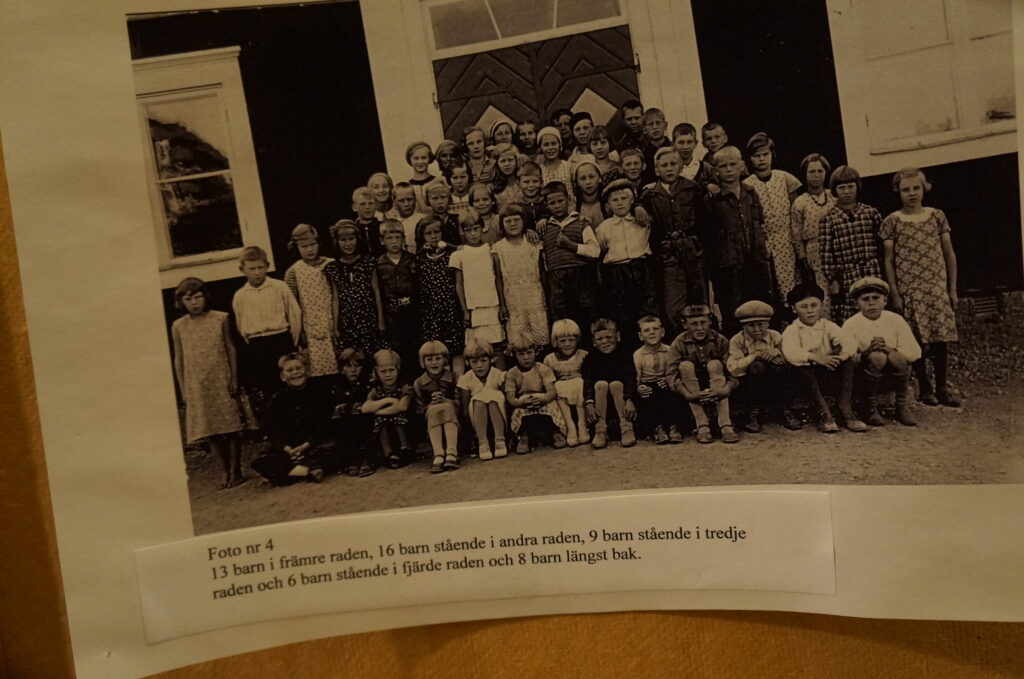 Foto nr 4
13 barn i främre raden, 16 barn stående i andra raden, 9 barn stående i tredje
raden och 6 barn stående i fjärde raden och 8 barn längst bak.